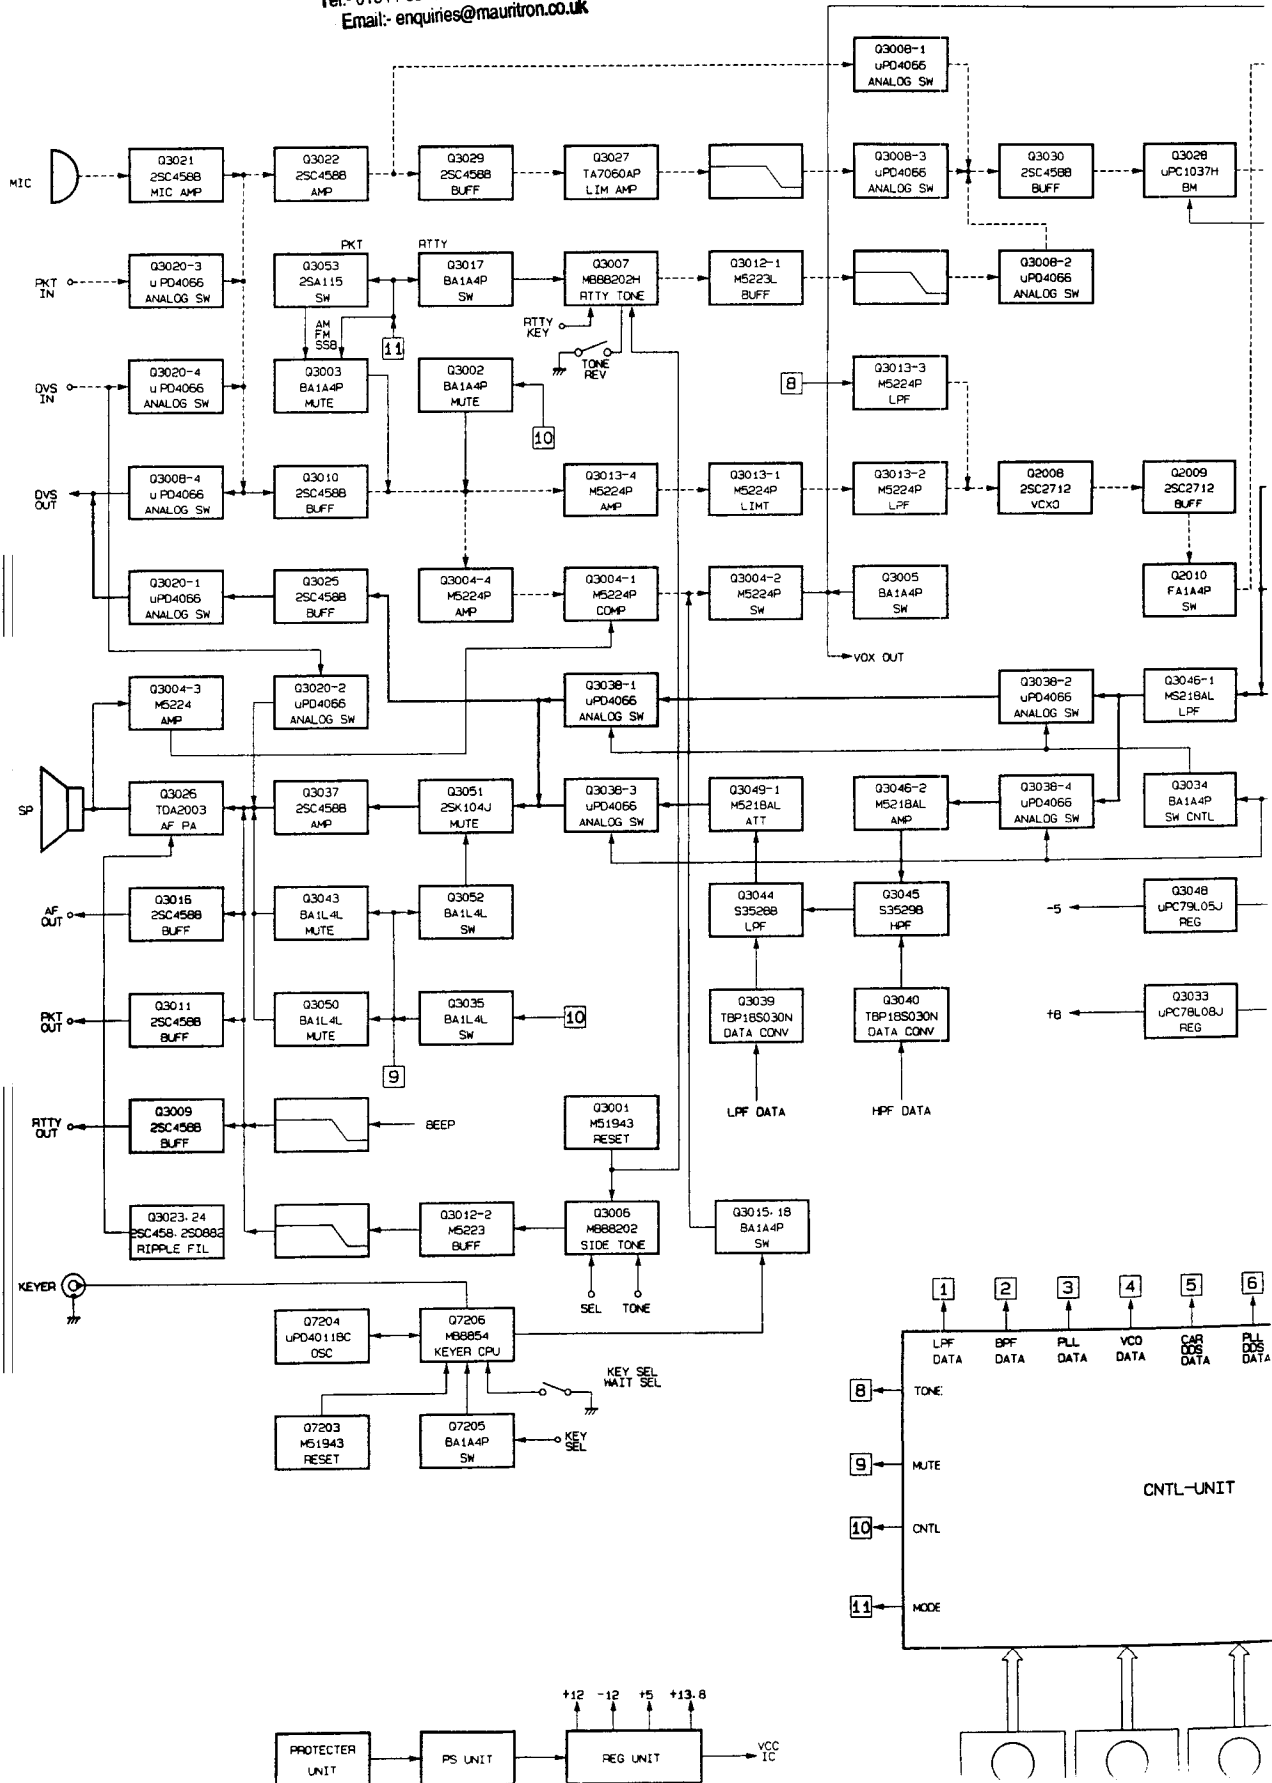 Email:- enquiries@mauritron.co.uk
Q3008-1
uPD4066
ANALOG SW
MIC
Q3021
2SC458B
MIC AMP
Q3022
2SC458B
AMP
Q3029
2SC458B
BUFF
Q3027
TA7060AP
LIM AMP
Q3008-3
uPD4066
ANALOG SW
Q3030
2SC458B
BUFF
Q3028
uPC1037H
BM
PKT
IN
Q3020-3
uPD4066
ANALOG SW
PKT
Q3053
2SA115
SW
RTTY
Q3017
BA1A4P
SW
Q3007
MB88202H
RTTY TONE
Q3012-1
M5223L
BUFF
Q3008-2
uPD4066
ANALOG SW
AM
FM
SSB
11
RTTY
KEY
TONE
REV
DVS
IN
Q3020-4
uPD4066
ANALOG SW
Q3003
BA1A4P
MUTE
Q3002
BA1A4P
MUTE
10
8
Q3013-3
M5224P
LPF
DVS
OUT
Q3008-4
uPD4066
ANALOG SW
Q3010
2SC458B
BUFF
Q3013-4
M5224P
AMP
Q3013-1
M5224P
LIMT
Q3013-2
M5224P
LPF
Q2008
2SC2712
VCXO
Q2009
2SC2712
BUFF
Q3020-1
uPD4066
ANALOG SW
Q3025
2SC458B
BUFF
Q3004-4
M5224P
AMP
Q3004-1
M5224P
COMP
Q3004-2
M5224P
SW
Q3005
BA1A4P
SW
Q2010
FA1A4P
SW
VOX OUT
Q3004-3
M5224
AMP
Q3020-2
uPD4066
ANALOG SW
Q3038-1
uPD4066
ANALOG SW
Q3038-2
uPD4066
ANALOG SW
Q3046-1
M5218AL
LPF
SP
Q3026
TDA2003
AF PA
Q3037
2SC458B
AMP
Q3051
2SK104J
MUTE
Q3038-3
uPD4066
ANALOG SW
Q3049-1
M5218AL
ATT
Q3046-2
M5218AL
AMP
Q3038-4
uPD4066
ANALOG SW
Q3034
BA1A4P
SW CNTL
AF
OUT
Q3016
2SC458B
BUFF
Q3043
BA1L4L
MUTE
Q3052
BA1L4L
SW
Q3044
S3528B
LPF
Q3045
S3529B
HPF
-5
Q3048
uPC79L05J
REG
PKT
OUT
Q3011
2SC458B
BUFF
Q3050
BA1L4L
MUTE
Q3035
BA1L4L
SW
10
9
Q3039
TBP18S030N
DATA CONV
Q3040
TBP18S030N
DATA CONV
+8
Q3033
uPC78L08J
REG
LPF DATA
HPF DATA
RTTY
OUT
Q3009
2SC458B
BUFF
BEEP
Q3001
M51943
RESET
Q3023,24
2SC458,2SD882
RIPPLE FIL
Q3012-2
M5223
BUFF
Q3006
MB88202
SIDE TONE
Q3015,18
BA1A4P
SW
SEL
TONE
KEYER
Q7204
uPD4011BC
OSC
Q7206
MB8854
KEYER CPU
KEY SEL
WAIT SEL
Q7203
M51943
RESET
Q7205
BA1A4P
SW
KEY
SEL
1
2
3
4
5
6
LPF
DATA
BPF
DATA
PLL
DATA
VCO
DATA
CAR
DDS
DATA
PLL
DDS
DATA
8
TONE
9
MUTE
CNTL-UNIT
10
CNTL
11
MODE
+12
-12
+5
+13.8
PROTECTER
UNIT
PS UNIT
REG UNIT
VCC
IC